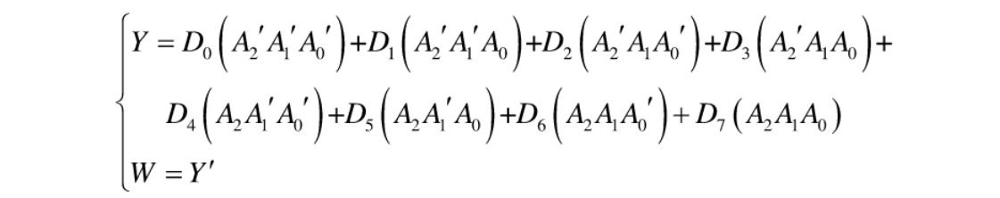 Y = D₀(A₂′A₁′A₀′)+D₁(A₂′A₁′A₀)+D₂(A₂′A₁A₀′)+D₃(A₂′A₁A₀)+
D₄(A₂A₁′A₀′)+D₅(A₂A₁′A₀)+D₆(A₂A₁A₀′)+D₇(A₂A₁A₀)
W = Y′